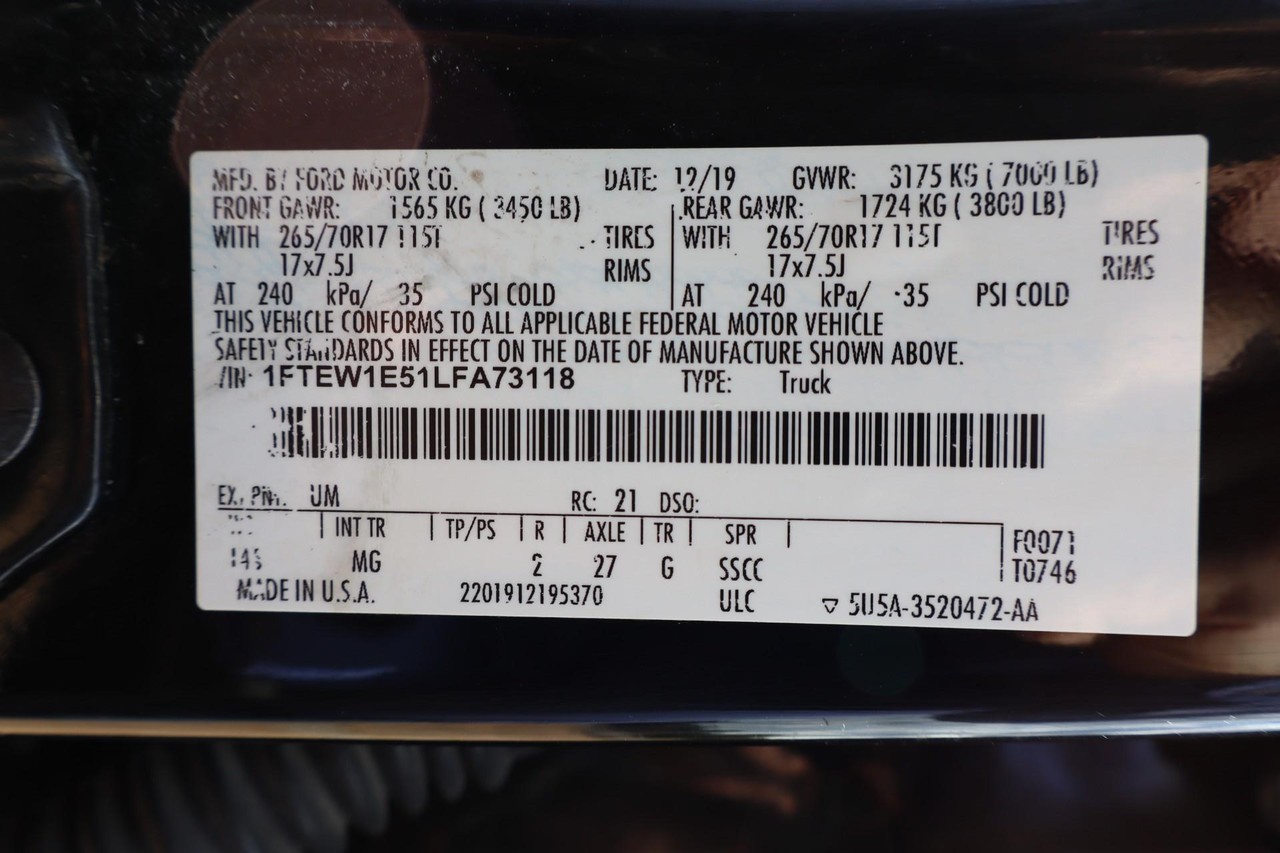 MFD. BY FORD MOTOR CO. DATE: 12/19 GVWR: 3175 KG ( 7000 LB)
FRONT GAWR: 1565 KG ( 3450 LB) REAR GAWR: 1724 KG ( 3800 LB)
WITH 265/70R17 115T TIRES WITH 265/70R17 115T TIRES
17x7.5J RIMS 17x7.5J RIMS
AT 240 kPa/ 35 PSI COLD AT 240 kPa/ 35 PSI COLD
THIS VEHICLE CONFORMS TO ALL APPLICABLE FEDERAL MOTOR VEHICLE
SAFETY STANDARDS IN EFFECT ON THE DATE OF MANUFACTURE SHOWN ABOVE.
VIN: 1FTEW1E51LFA73118 TYPE: Truck
EXT PNT: UM RC: 21 DSO:
INT TR TP/PS R AXLE TR SPR F0071
145 MG 2 27 G SSCC T0746
MADE IN U.S.A. 2201912195370 ULC ▽ 5U5A-3520472-AA